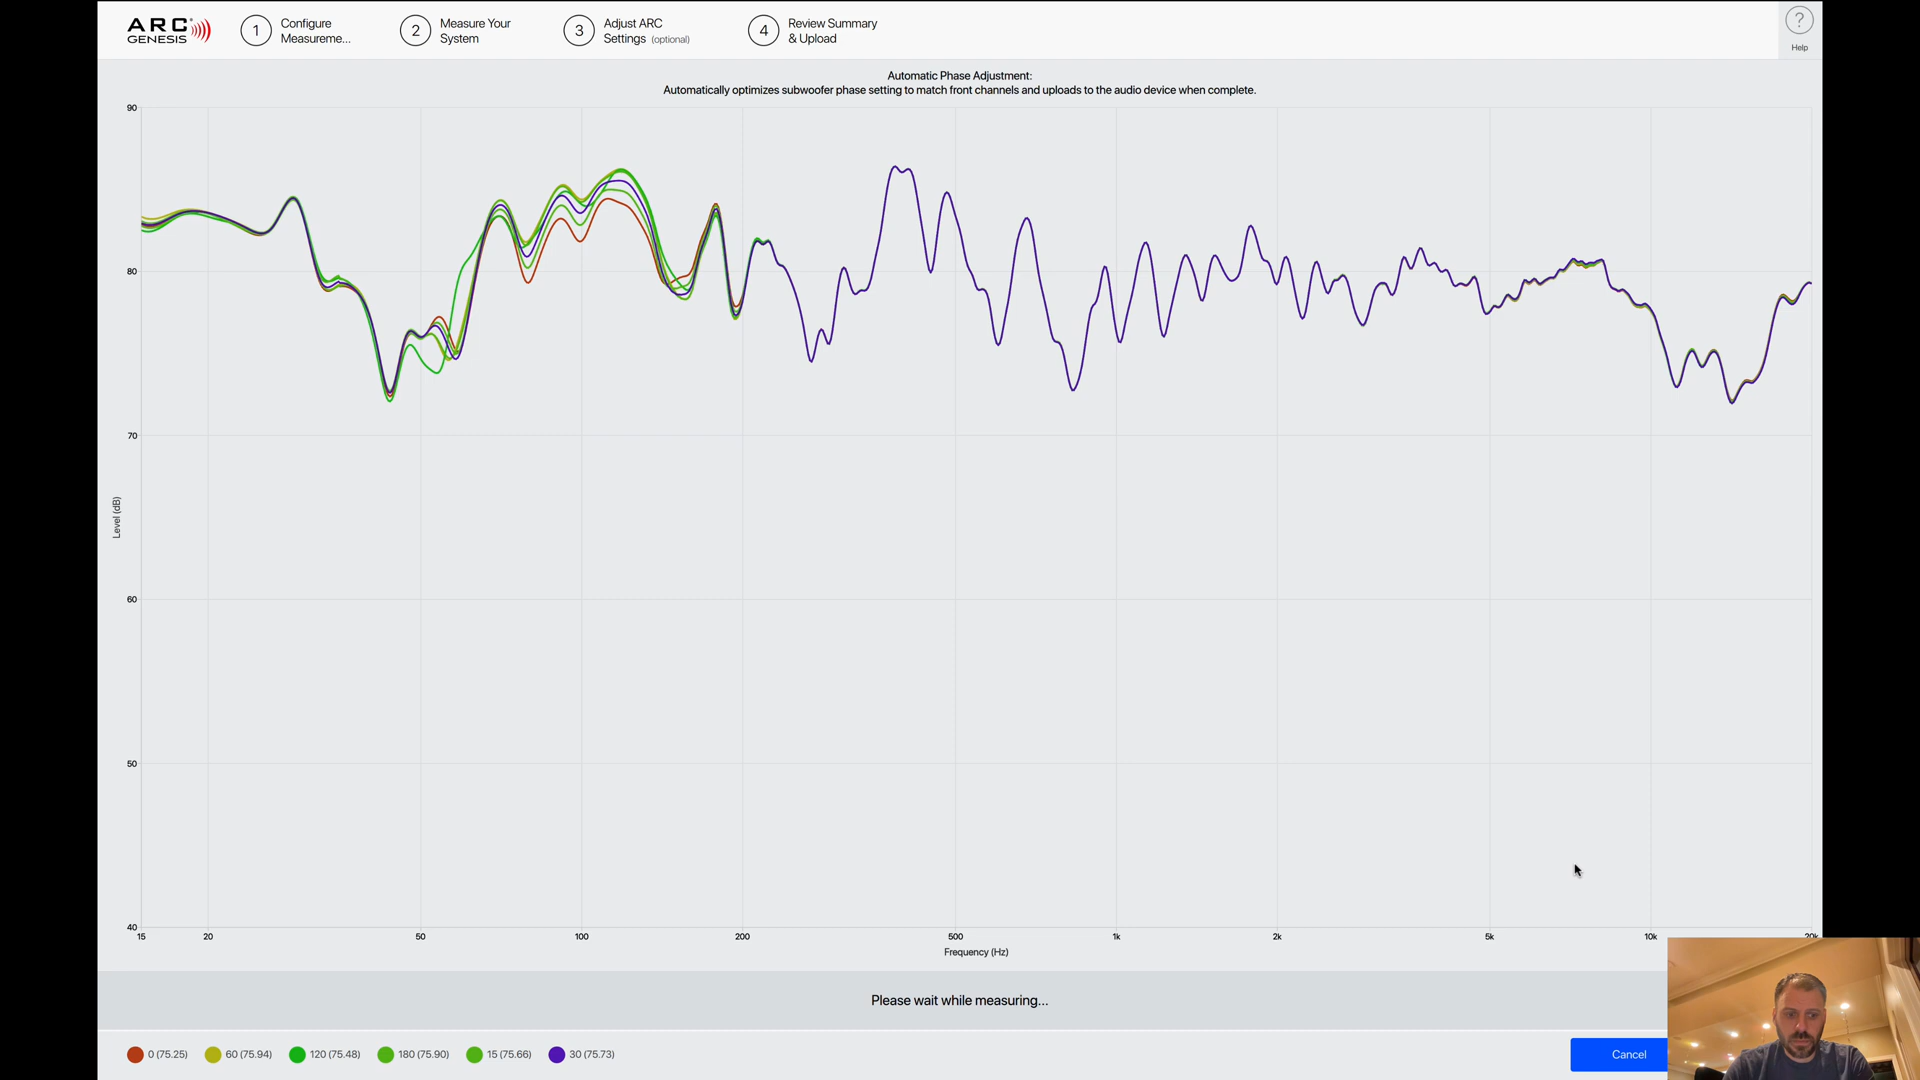 ARC
GENESIS
1
Configure
Measureme...
2
Measure Your
System
3
Adjust ARC
Settings (optional)
4
Review Summary
& Upload
?
Help
Automatic Phase Adjustment:
Automatically optimizes subwoofer phase setting to match front channels and uploads to the audio device when complete.
90
80
70
60
50
40
Level (dB)
15 20 50 100 200 500 1k 2k 5k 10k 20k
Frequency (Hz)
Please wait while measuring...
0 (75.25) 60 (75.94) 120 (75.48) 180 (75.90) 15 (75.66) 30 (75.73)
Cancel